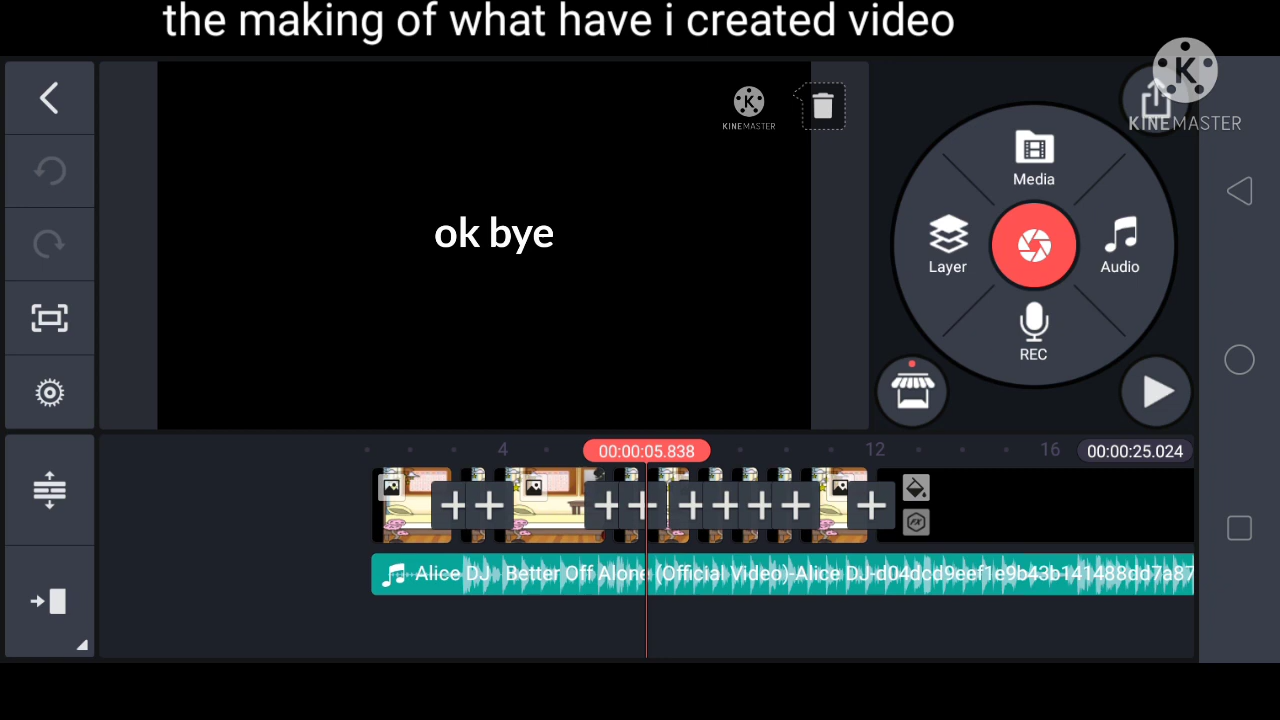 the making of what have i created video
KINEMASTER
KINEMASTER
ok bye
Media
Layer
Audio
REC
4
00:00:05.838
12
16
00:00:25.024
Alice DJ - Better Off Alone (Official Video)-Alice DJ-d04dcd9eef1e9b43b141488dd7a87